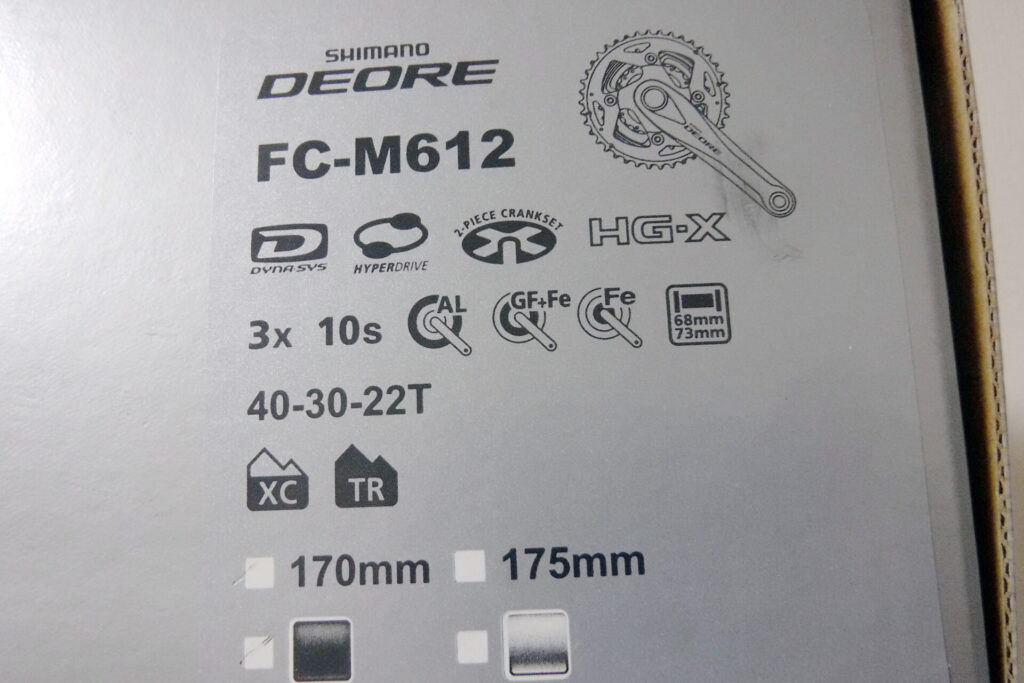 SHIMANO
DEORE
FC-M612
DEORE
DYNA-SYS HYPERDRIVE 2-PIECE CRANKSET HG-X
3x 10s AL GF+Fe Fe 68mm
73mm
40-30-22T
XC TR
170mm 175mm